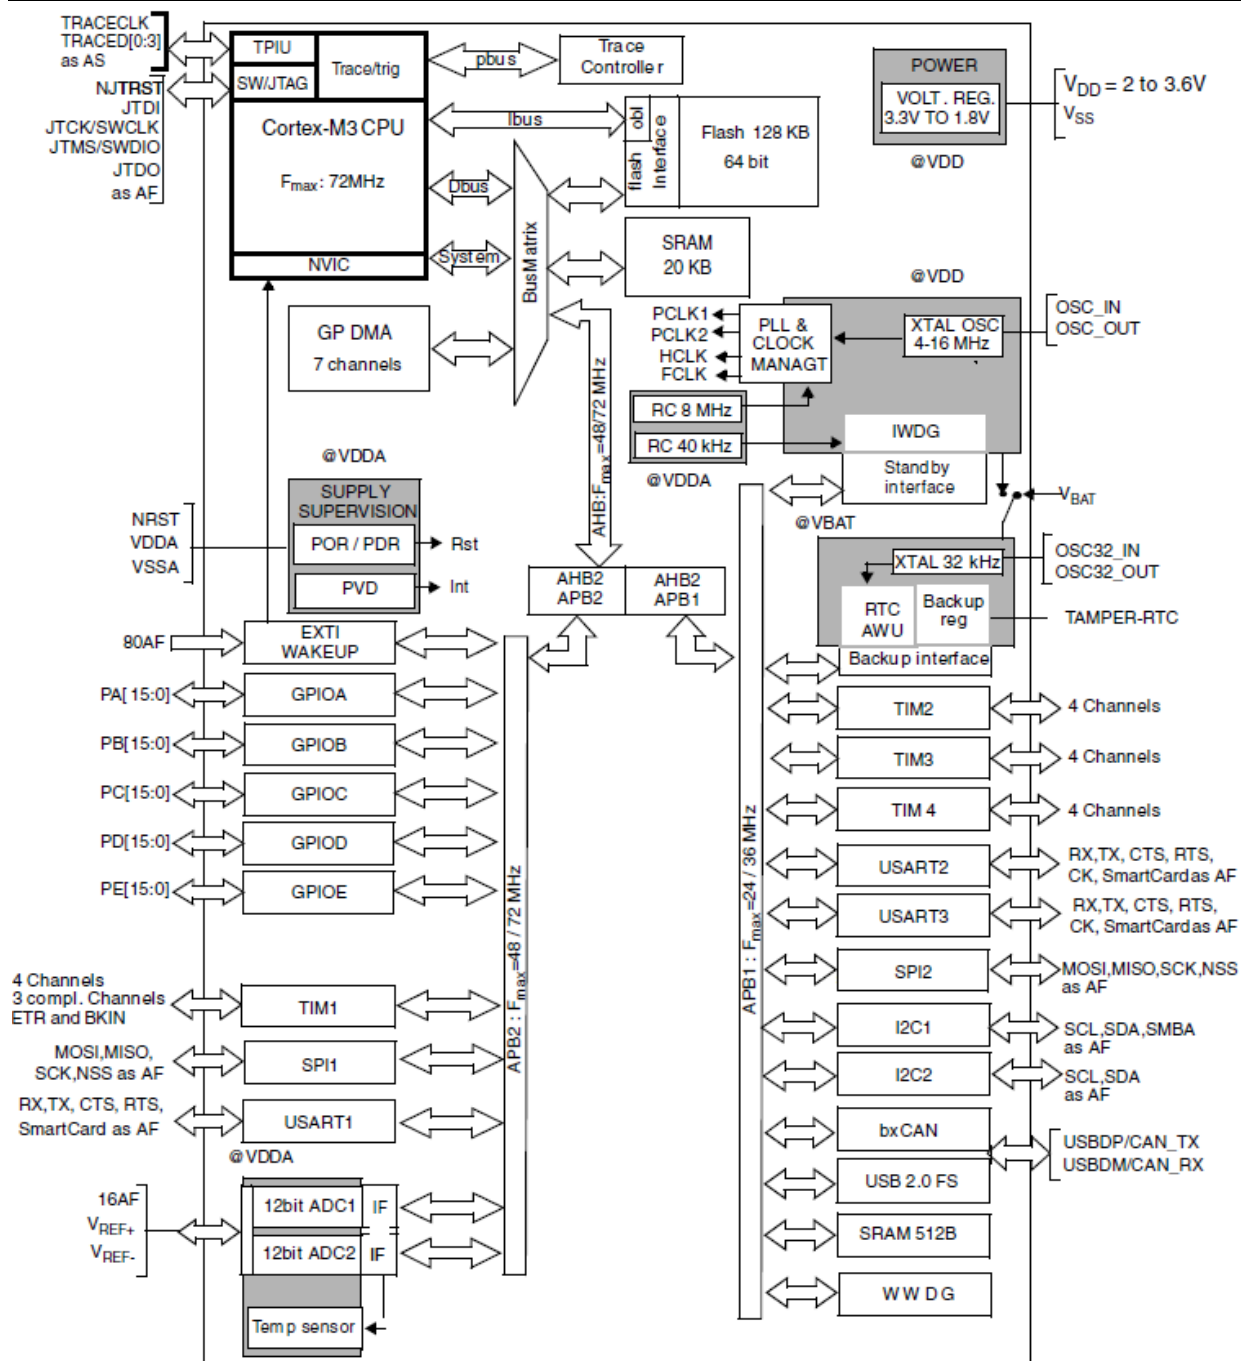 TRACECLK
TRACED[0:3]
as AS
NJTRST
JTDI
JTCK/SWCLK
JTMS/SWDIO
JTDO
as AF
TPIU
SW/JTAG
Trace/trig
Cortex-M3 CPU
Fmax: 72MHz
NVIC
pbus
Trace
Controller
Ibus
Dbus
System
BusMatrix
obl
flash
Interface
Flash 128 KB
64 bit
SRAM
20 KB
POWER
VOLT. REG.
3.3V TO 1.8V
@VDD
VDD = 2 to 3.6V
VSS
GP DMA
7 channels
AHB:Fmax=48/72 MHz
@VDD
PCLK1
PCLK2
HCLK
FCLK
PLL &
CLOCK
MANAGT
XTAL OSC
4-16 MHz
OSC_IN
OSC_OUT
RC 8 MHz
RC 40 kHz
@VDDA
IWDG
Standby
interface
@VBAT
VBAT
@VDDA
SUPPLY
SUPERVISION
POR / PDR
PVD
Rst
Int
NRST
VDDA
VSSA
AHB2
APB2
AHB2
APB1
XTAL 32 kHz
OSC32_IN
OSC32_OUT
RTC
AWU
Backup
reg
TAMPER-RTC
Backup interface
80AF
EXTI
WAKEUP
PA[15:0]
GPIOA
PB[15:0]
GPIOB
PC[15:0]
GPIOC
PD[15:0]
GPIOD
PE[15:0]
GPIOE
4 Channels
3 compl. Channels
ETR and BKIN
TIM1
MOSI,MISO,
SCK,NSS as AF
SPI1
RX,TX, CTS, RTS,
SmartCard as AF
USART1
@VDDA
16AF
VREF+
VREF-
12bit ADC1
IF
12bit ADC2
IF
Temp sensor
APB2 : Fmax=48 / 72 MHz
APB1 : Fmax=24 / 36 MHz
TIM2
4 Channels
TIM3
4 Channels
TIM 4
4 Channels
USART2
RX,TX, CTS, RTS,
CK, SmartCard as AF
USART3
RX,TX, CTS, RTS,
CK, SmartCard as AF
SPI2
MOSI,MISO,SCK,NSS
as AF
I2C1
SCL,SDA,SMBA
as AF
I2C2
SCL,SDA
as AF
bxCAN
USBDP/CAN_TX
USBDM/CAN_RX
USB 2.0 FS
SRAM 512B
WWDG